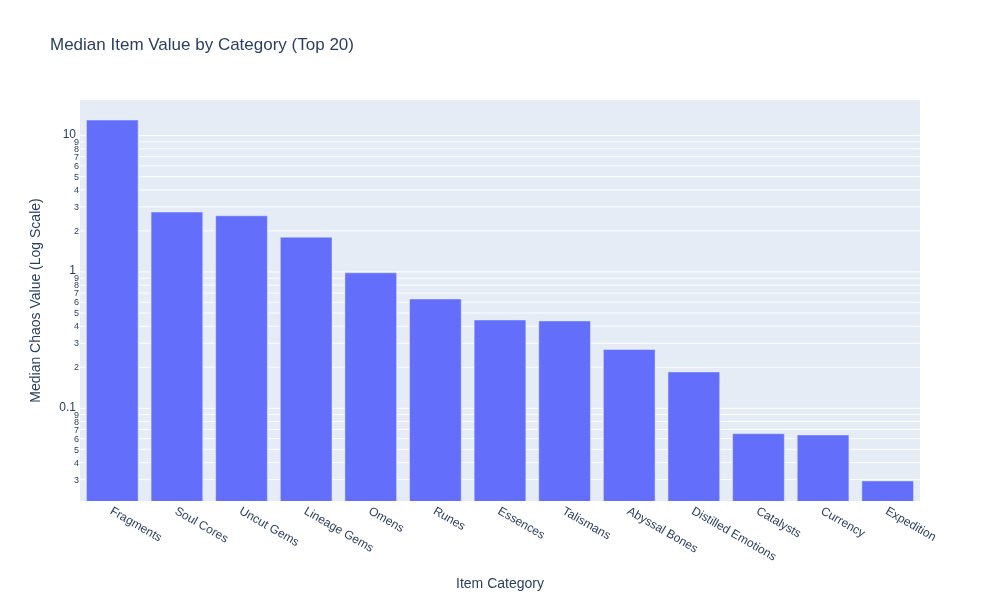 Median Item Value by Category (Top 20)
Median Chaos Value (Log Scale)
10
9
8
7
6
5
4
3
2
1
9
8
7
6
5
4
3
2
0.1
9
8
7
6
5
4
3
Fragments
Soul Cores
Uncut Gems
Lineage Gems
Omens
Runes
Essences
Talismans
Abyssal Bones
Distilled Emotions
Catalysts
Currency
Expedition
Item Category